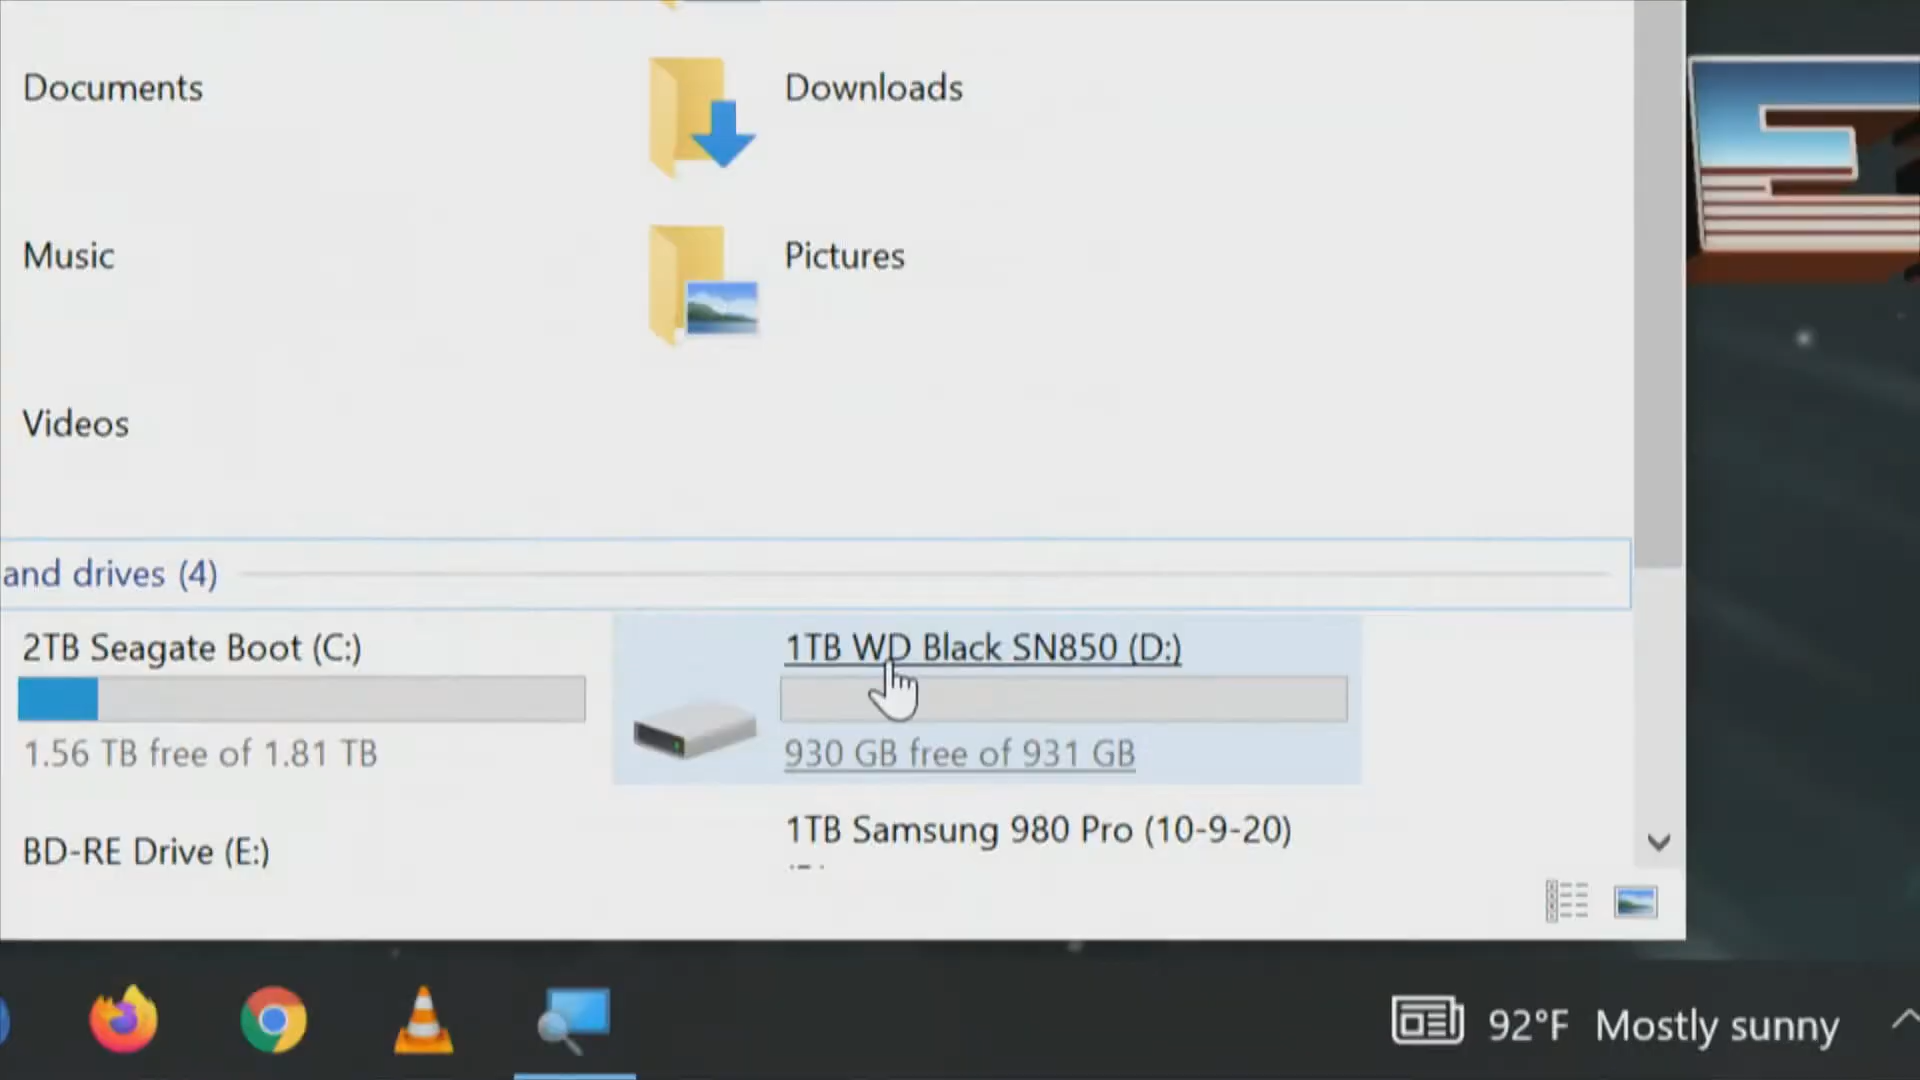 Documents
Downloads
Music
Pictures
Videos
and drives (4)
2TB Seagate Boot (C:)
1TB WD Black SN850 (D:)
1.56 TB free of 1.81 TB
930 GB free of 931 GB
BD-RE Drive (E:)
1TB Samsung 980 Pro (10-9-20)
92°F Mostly sunny